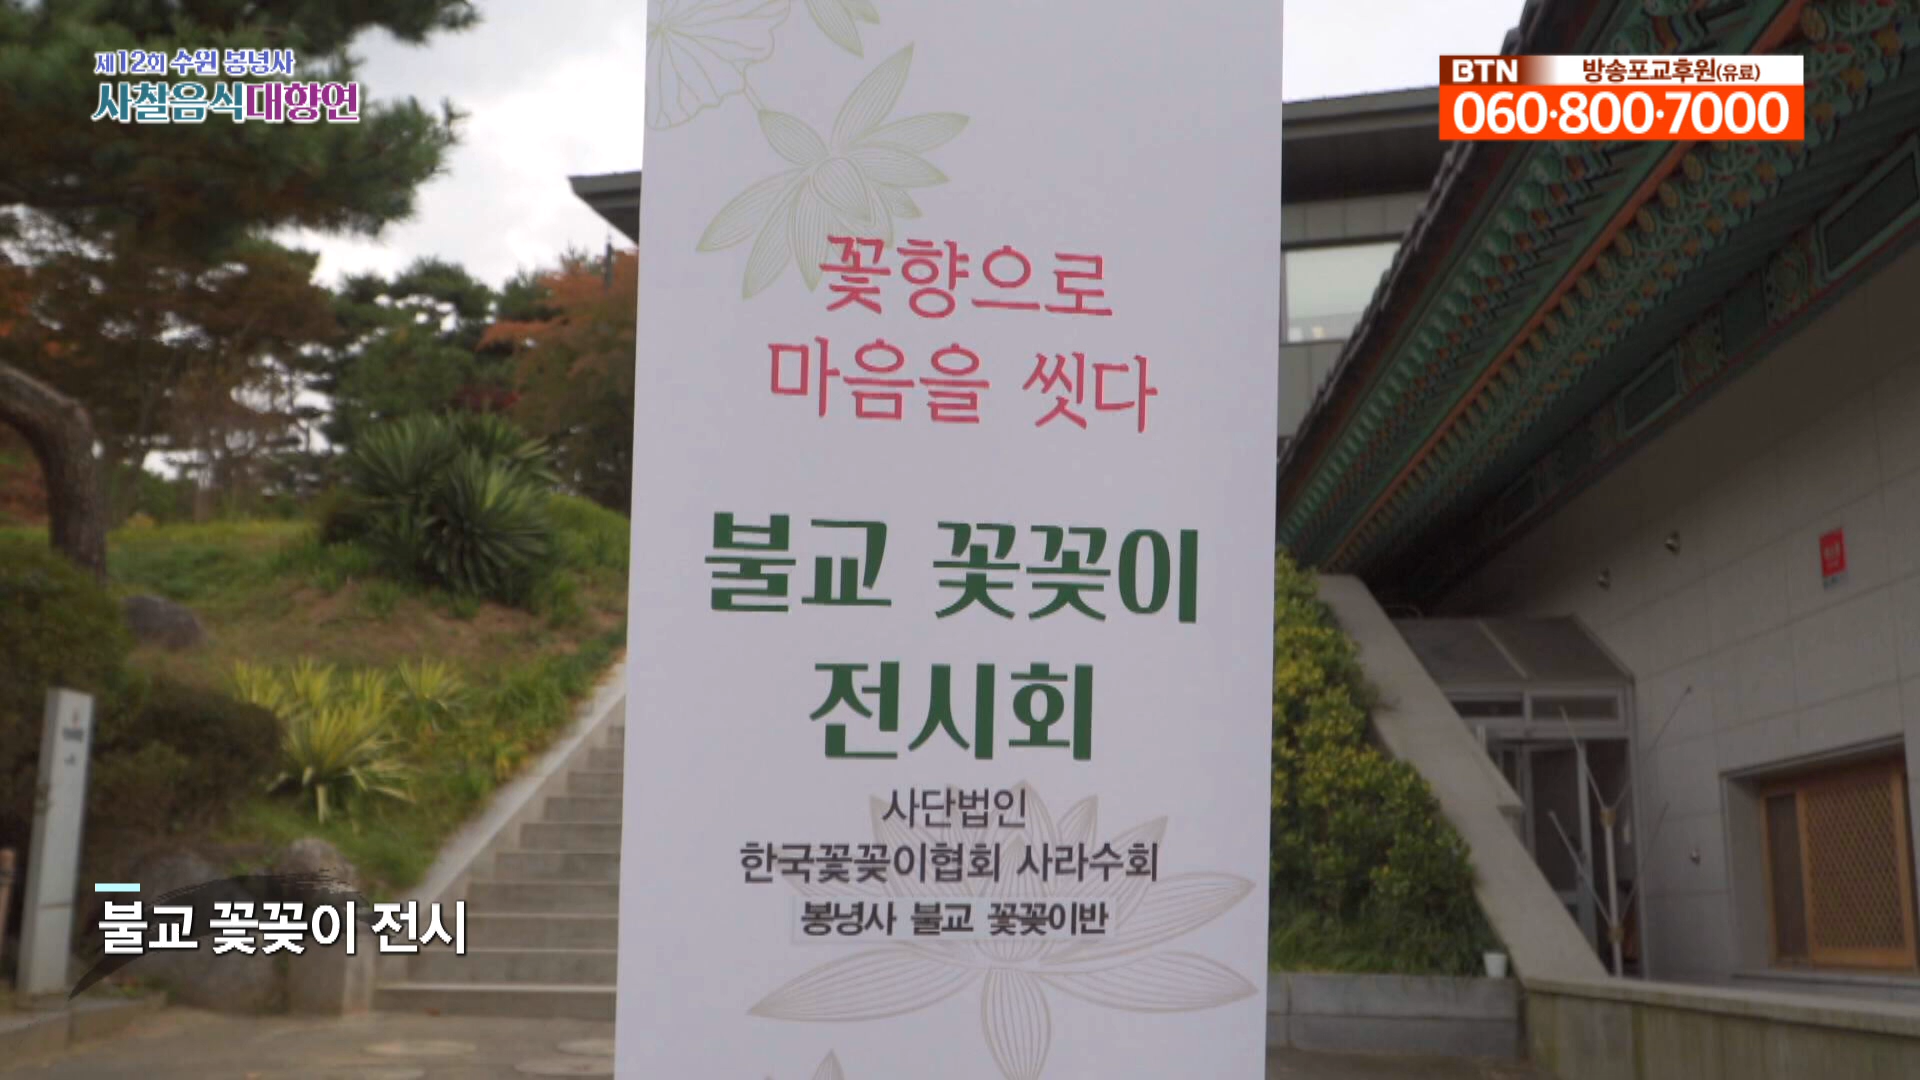 제12회 수원 봉녕사
사찰음식대향연
BTN 방송포교후원(유료)
060·800·7000
꽃향으로
마음을 씻다
불교 꽃꽂이
전시회
사단법인
한국꽃꽂이협회 사라수회
봉녕사 불교 꽃꽂이반
불교 꽃꽂이 전시